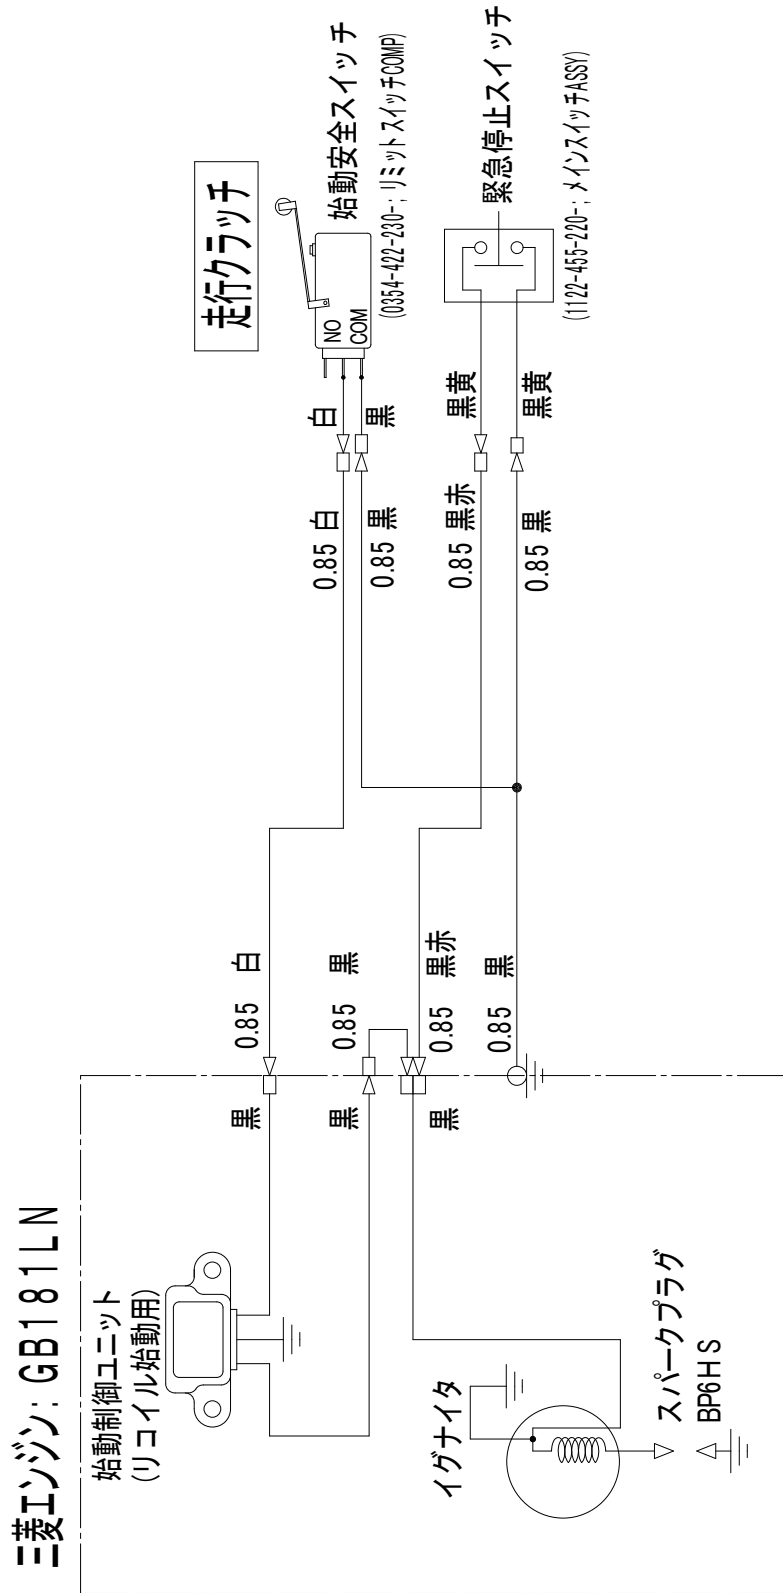 三菱エンジン: GB181LN
始動制御ユニット
(リコイル始動用)
黒
0.85 白
0.85 白
白
走行クラッチ
NO
COM
始動安全スイッチ
(0354-422-230-; リミットスイッチCOMP)
黒
0.85 黒
0.85 黒
黒
黒
0.85 黒赤
0.85 黒赤
黒黄
緊急停止スイッチ
(1122-455-220-; メインスイッチASSY)
0.85 黒
0.85 黒
黒黄
イグナイタ
スパークプラグ
BP6HS